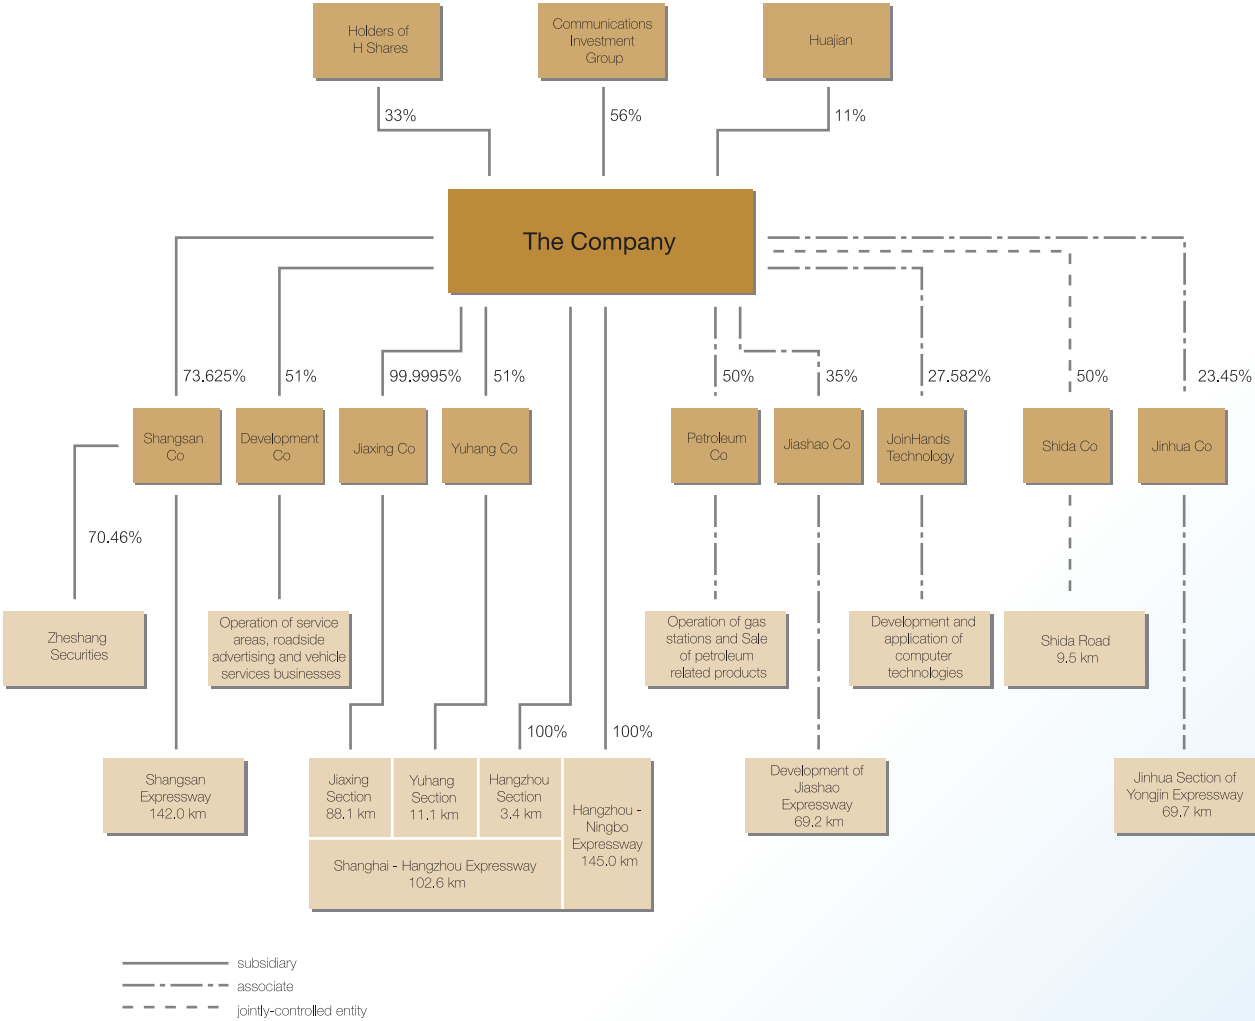 Holders of
H Shares
Communications
Investment
Group
Huajian
33%
56%
11%
The Company
73.625%
51%
99.9995%
51%
50%
35%
27.582%
50%
23.45%
Shangsan
Co
Development
Co
Jiaxing Co
Yuhang Co
Petroleum
Co
Jiashao Co
JoinHands
Technology
Shida Co
Jinhua Co
70.46%
Zheshang
Securities
Operation of service
areas, roadside
advertising and vehicle
services businesses
Operation of gas
stations and Sale
of petroleum
related products
Development and
application of
computer
technologies
Shida Road
9.5 km
100%
100%
Shangsan
Expressway
142.0 km
Jiaxing
Section
88.1 km
Yuhang
Section
11.1 km
Hangzhou
Section
3.4 km
Hangzhou -
Ningbo
Expressway
145.0 km
Shanghai - Hangzhou Expressway
102.6 km
Development of
Jiashao
Expressway
69.2 km
Jinhua Section of
Yongjin Expressway
69.7 km
subsidiary
associate
jointly-controlled entity